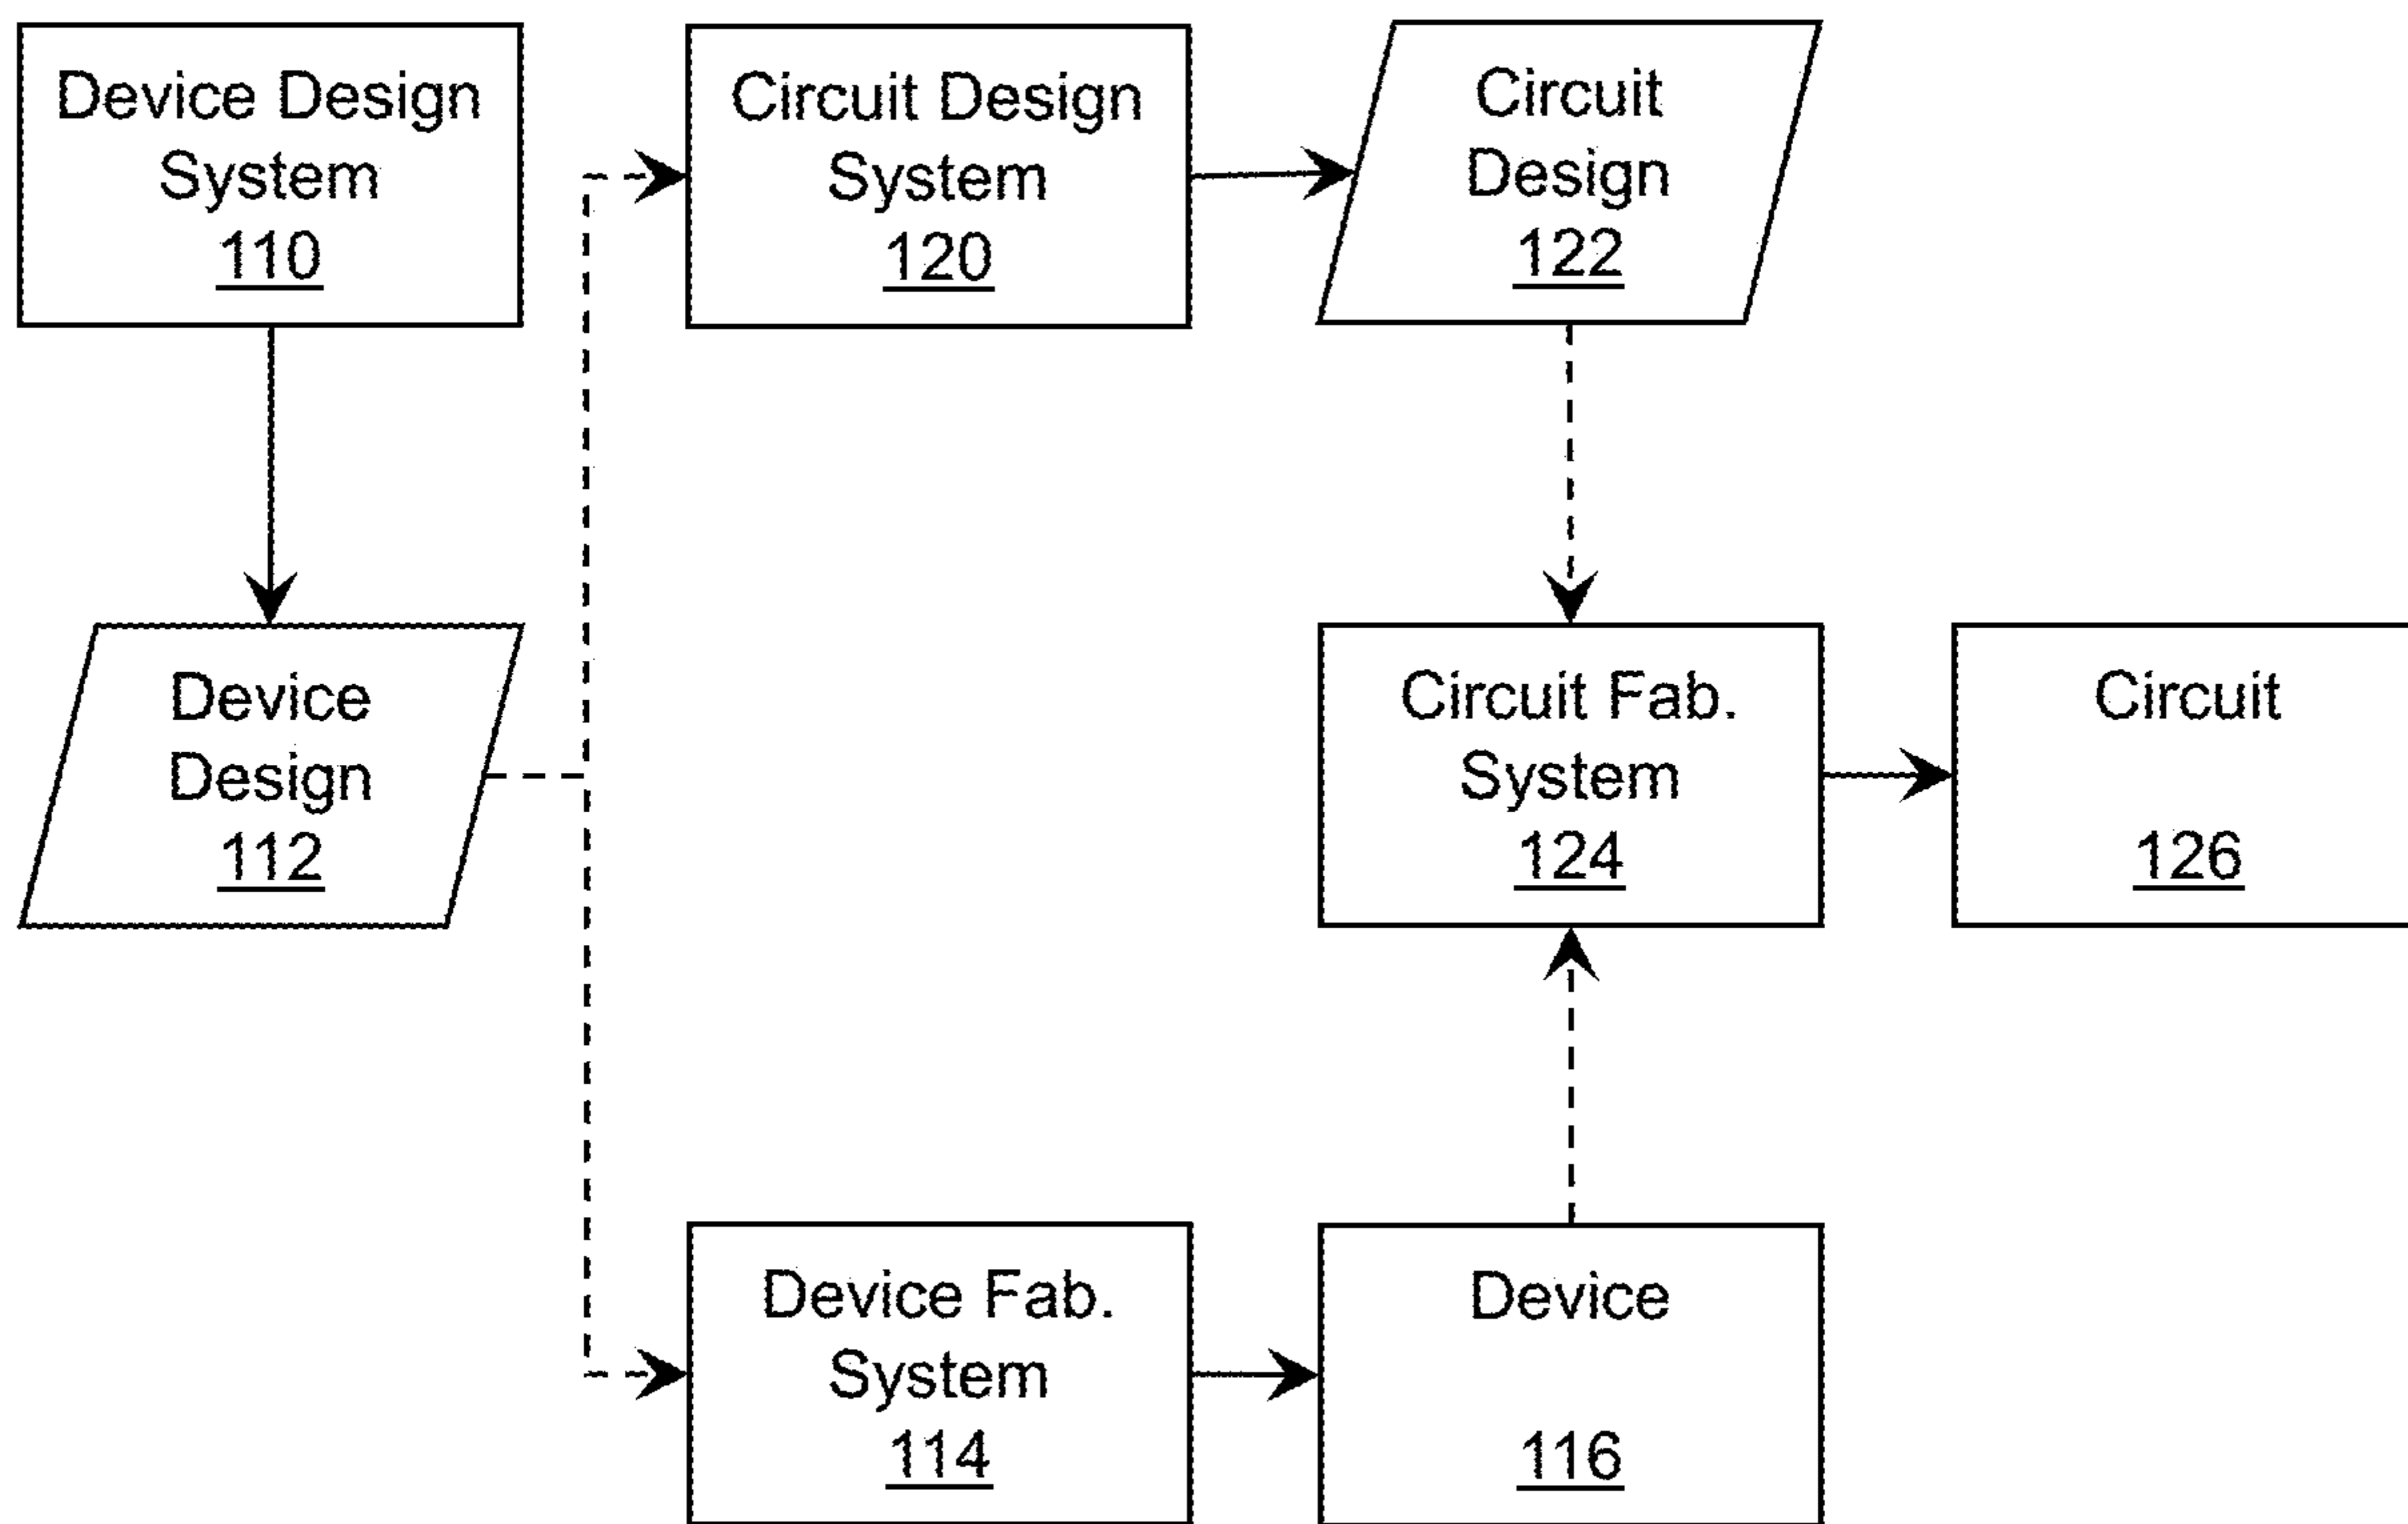 Device Design
System
110
Circuit Design
System
120
Circuit
Design
122
Device
Design
112
Circuit Fab.
System
124
Circuit
126
Device Fab.
System
114
Device
116